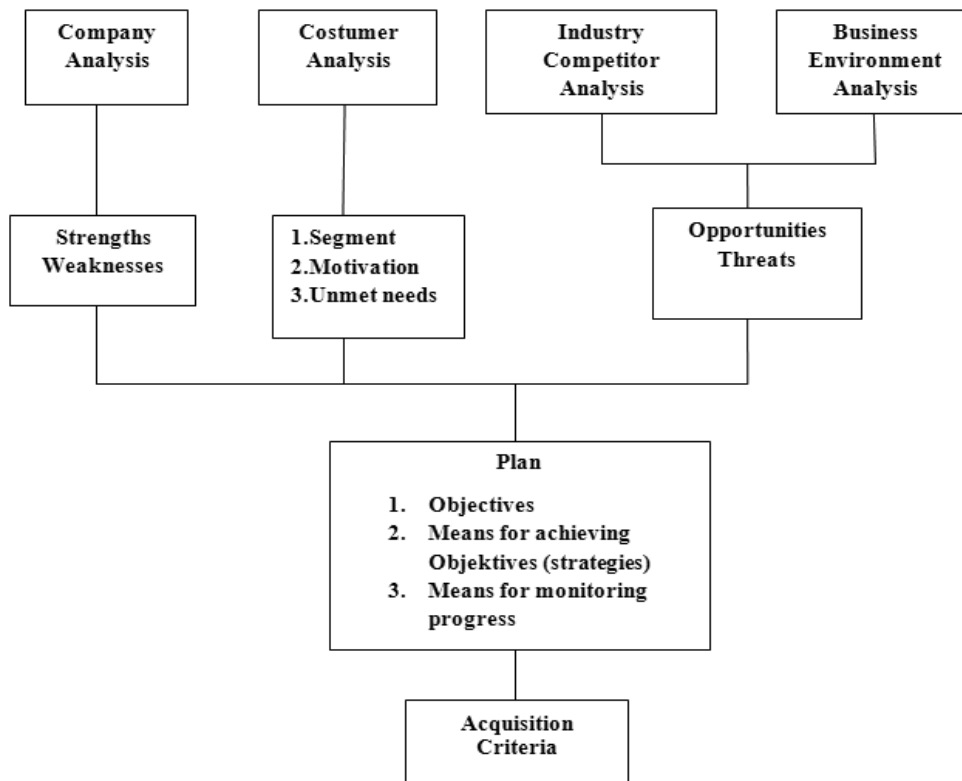 Company
Analysis
Costumer
Analysis
Industry
Competitor
Analysis
Business
Environment
Analysis
Strengths
Weaknesses
1.Segment
2.Motivation
3.Unmet needs
Opportunities
Threats
Plan
1. Objectives
2. Means for achieving
Objektives (strategies)
3. Means for monitoring
progress
Acquisition
Criteria